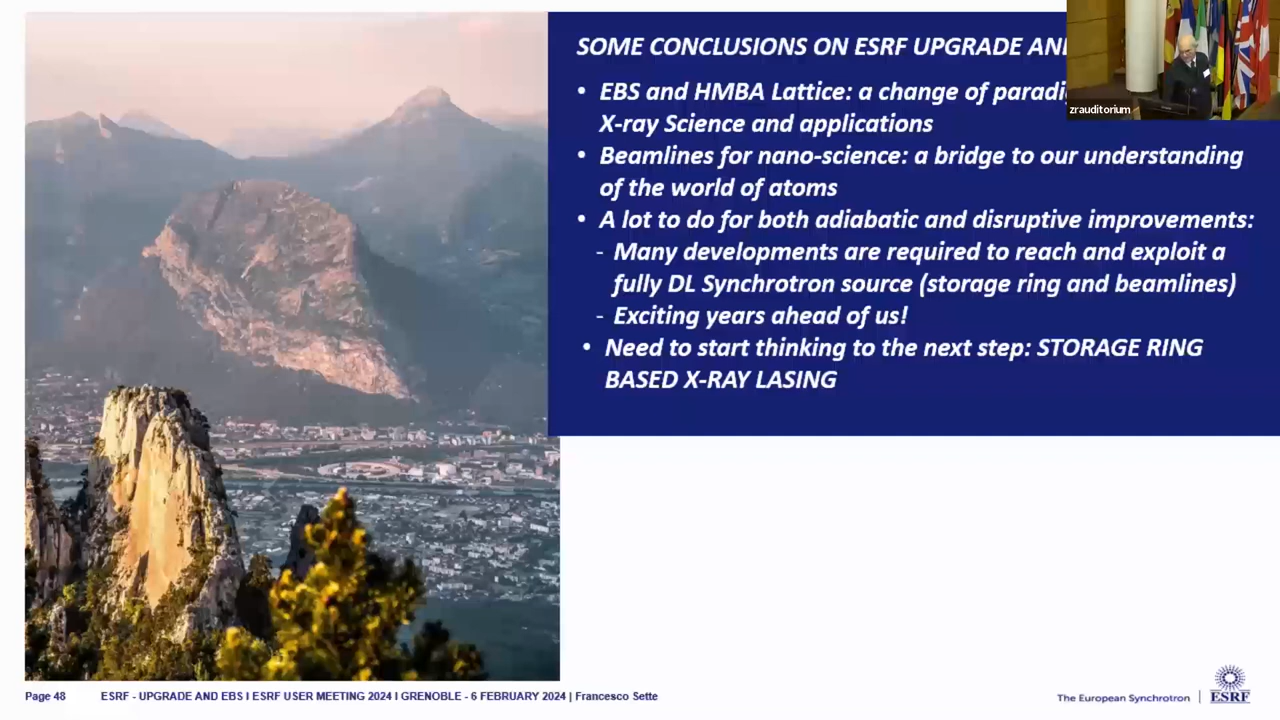 SOME CONCLUSIONS ON ESRF UPGRADE
zrauditorium
• EBS and HMBA Lattice: a change of
X-ray Science and applications
• Beamlines for nano-science: a bridge to our understanding
of the world of atoms
• A lot to do for both adiabatic and disruptive improvements:
- Many developments are required to reach and exploit a
fully DL Synchrotron source (storage ring and beamlines)
- Exciting years ahead of us!
• Need to start thinking to the next step: STORAGE RING
BASED X-RAY LASING
Page 48 ESRF - UPGRADE AND EBS I ESRF USER MEETING 2024 I GRENOBLE - 6 FEBRUARY 2024 | Francesco Sette
The European Synchrotron | ESRF